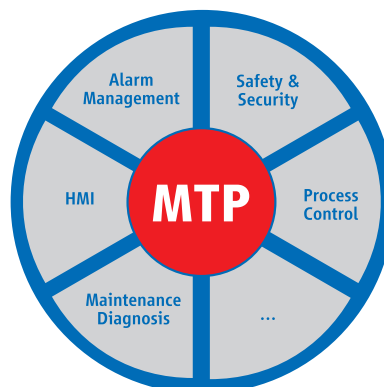 Alarm
Management
Safety &
Security
HMI
MTP
Process
Control
Maintenance
Diagnosis
...